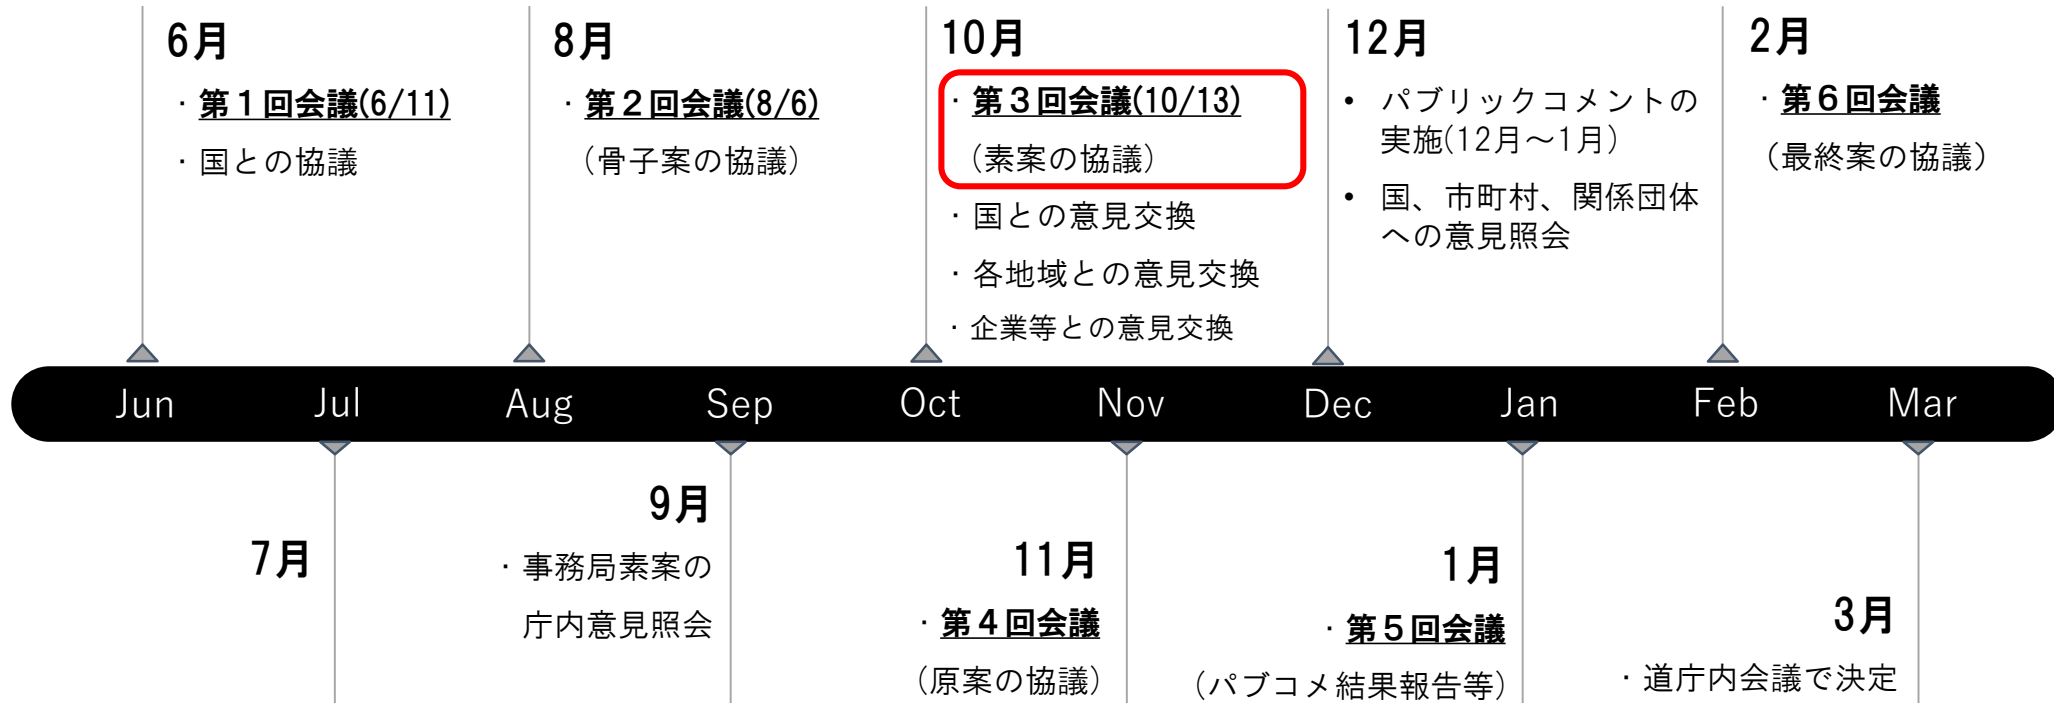 6月
・第１回会議(6/11)
・国との協議
8月
・第２回会議(8/6)
（骨子案の協議）
10月
・第３回会議(10/13)
（素案の協議）
・国との意見交換
・各地域との意見交換
・企業等との意見交換
12月
• パブリックコメントの
実施(12月～1月)
• 国、市町村、関係団体
への意見照会
2月
・第６回会議
（最終案の協議）
Jun Jul Aug Sep Oct Nov Dec Jan Feb Mar
7月
9月
・事務局素案の
庁内意見照会
11月
・第４回会議
（原案の協議）
1月
・第５回会議
（パブコメ結果報告等）
3月
・道庁内会議で決定